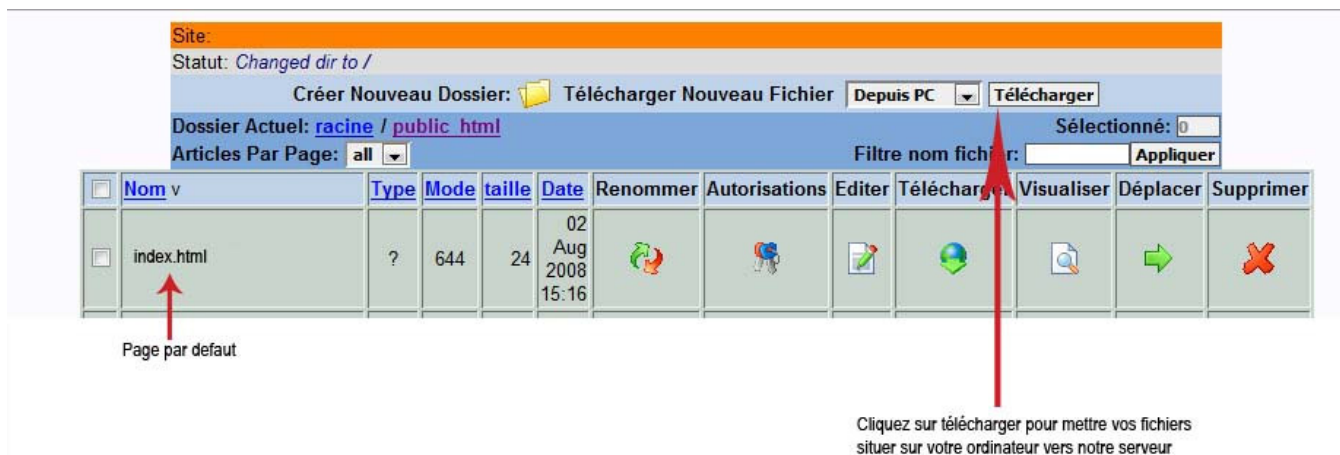 Site:
Statut: Changed dir to /
Créer Nouveau Dossier: Télécharger Nouveau Fichier Depuis PC Télécharger
Dossier Actuel: racine / public_html Sélectionné: 0
Articles Par Page: all Filtre nom fichier: Appliquer
Nom v Type Mode taille Date Renommer Autorisations Editer Télécharger Visualiser Déplacer Supprimer
index.html ? 644 24 02
Aug
2008
15:16
Page par defaut
Cliquez sur télécharger pour mettre vos fichiers
situer sur votre ordinateur vers notre serveur